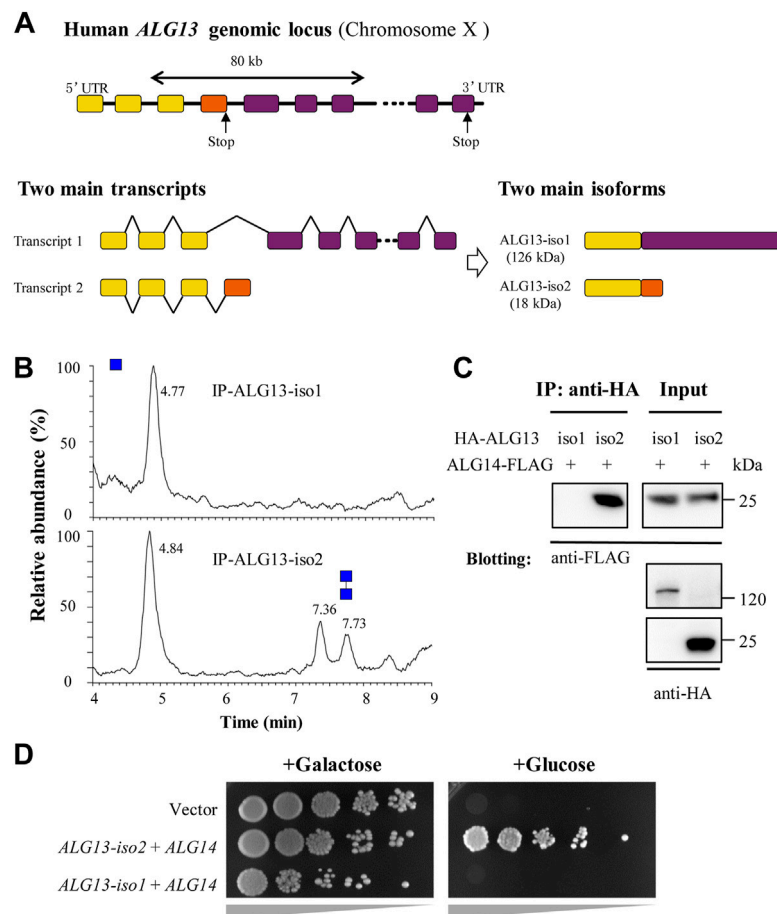 A
Human ALG13 genomic locus (Chromosome X )
80 kb
5' UTR
3' UTR
Stop
Stop
Two main transcripts
Two main isoforms
Transcript 1
ALG13-iso1
(126 kDa)
Transcript 2
ALG13-iso2
(18 kDa)
B
Relative abundance (%)
100
50
0
4.77
IP-ALG13-iso1
100
50
0
4.84
IP-ALG13-iso2
7.36
7.73
4 5 6 7 8 9
Time (min)
C
IP: anti-HA Input
HA-ALG13 iso1 iso2 iso1 iso2
ALG14-FLAG + + + + kDa
25
Blotting: anti-FLAG
120
25
anti-HA
D
+Galactose +Glucose
Vector
ALG13-iso2 + ALG14
ALG13-iso1 + ALG14